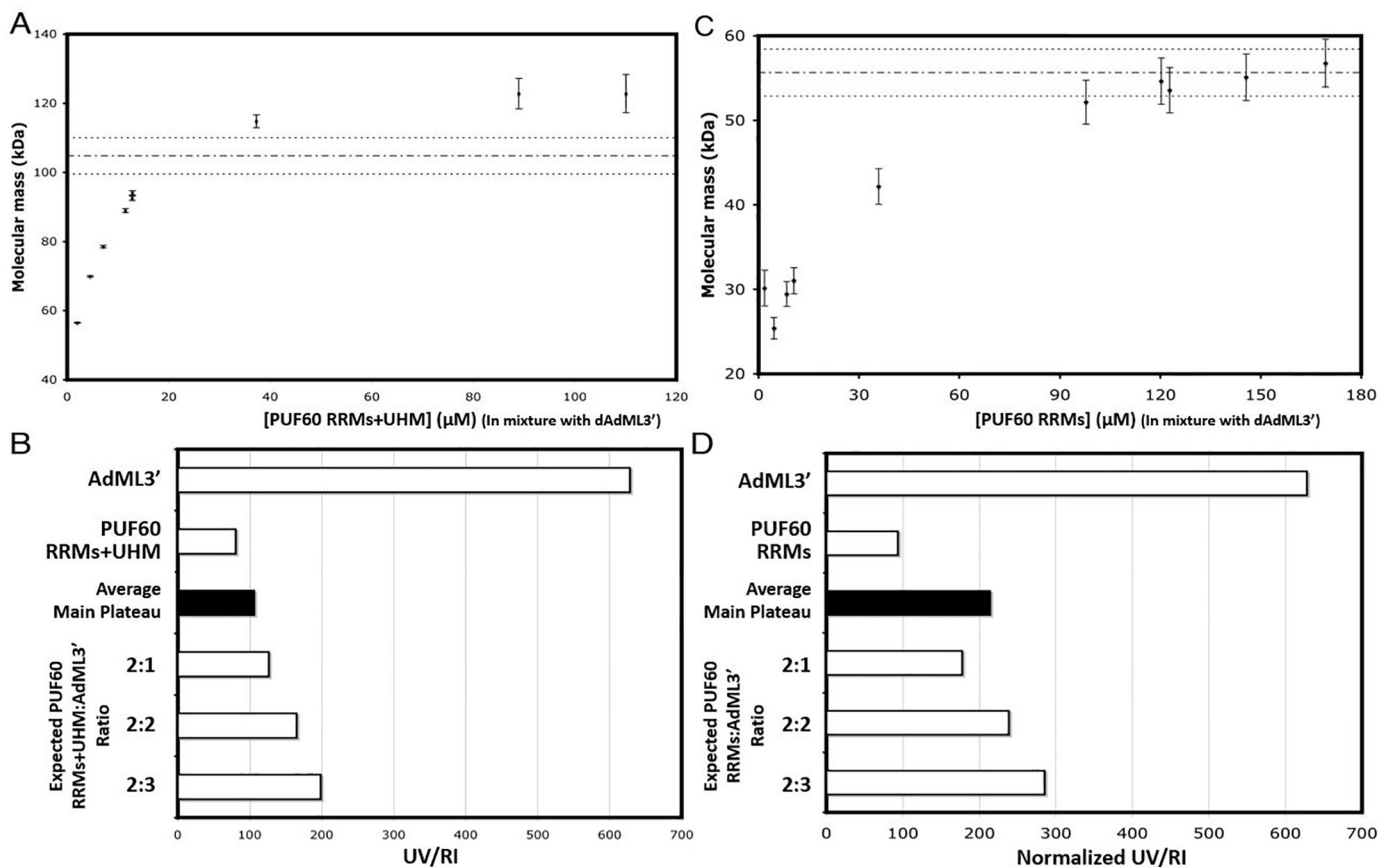 A
140
120
100
80
60
40
Molecular mass (kDa)
0
20
40
60
80
100
120
[PUF60 RRMs+UHM] (μM) (In mixture with dAdML3’)
B
AdML3’
PUF60
RRMs+UHM
Average
Main Plateau
2:1
2:2
2:3
Expected PUF60
RRMs+UHM:AdML3’
Ratio
0
100
200
300
400
500
600
700
UV/RI
C
60
50
40
30
20
Molecular mass (kDa)
0
30
60
90
120
150
180
[PUF60 RRMs] (μM) (In mixture with dAdML3’)
D
AdML3’
PUF60
RRMs
Average
Main Plateau
2:1
2:2
2:3
Expected PUF60
RRMs:AdML3’
Ratio
0
100
200
300
400
500
600
700
Normalized UV/RI